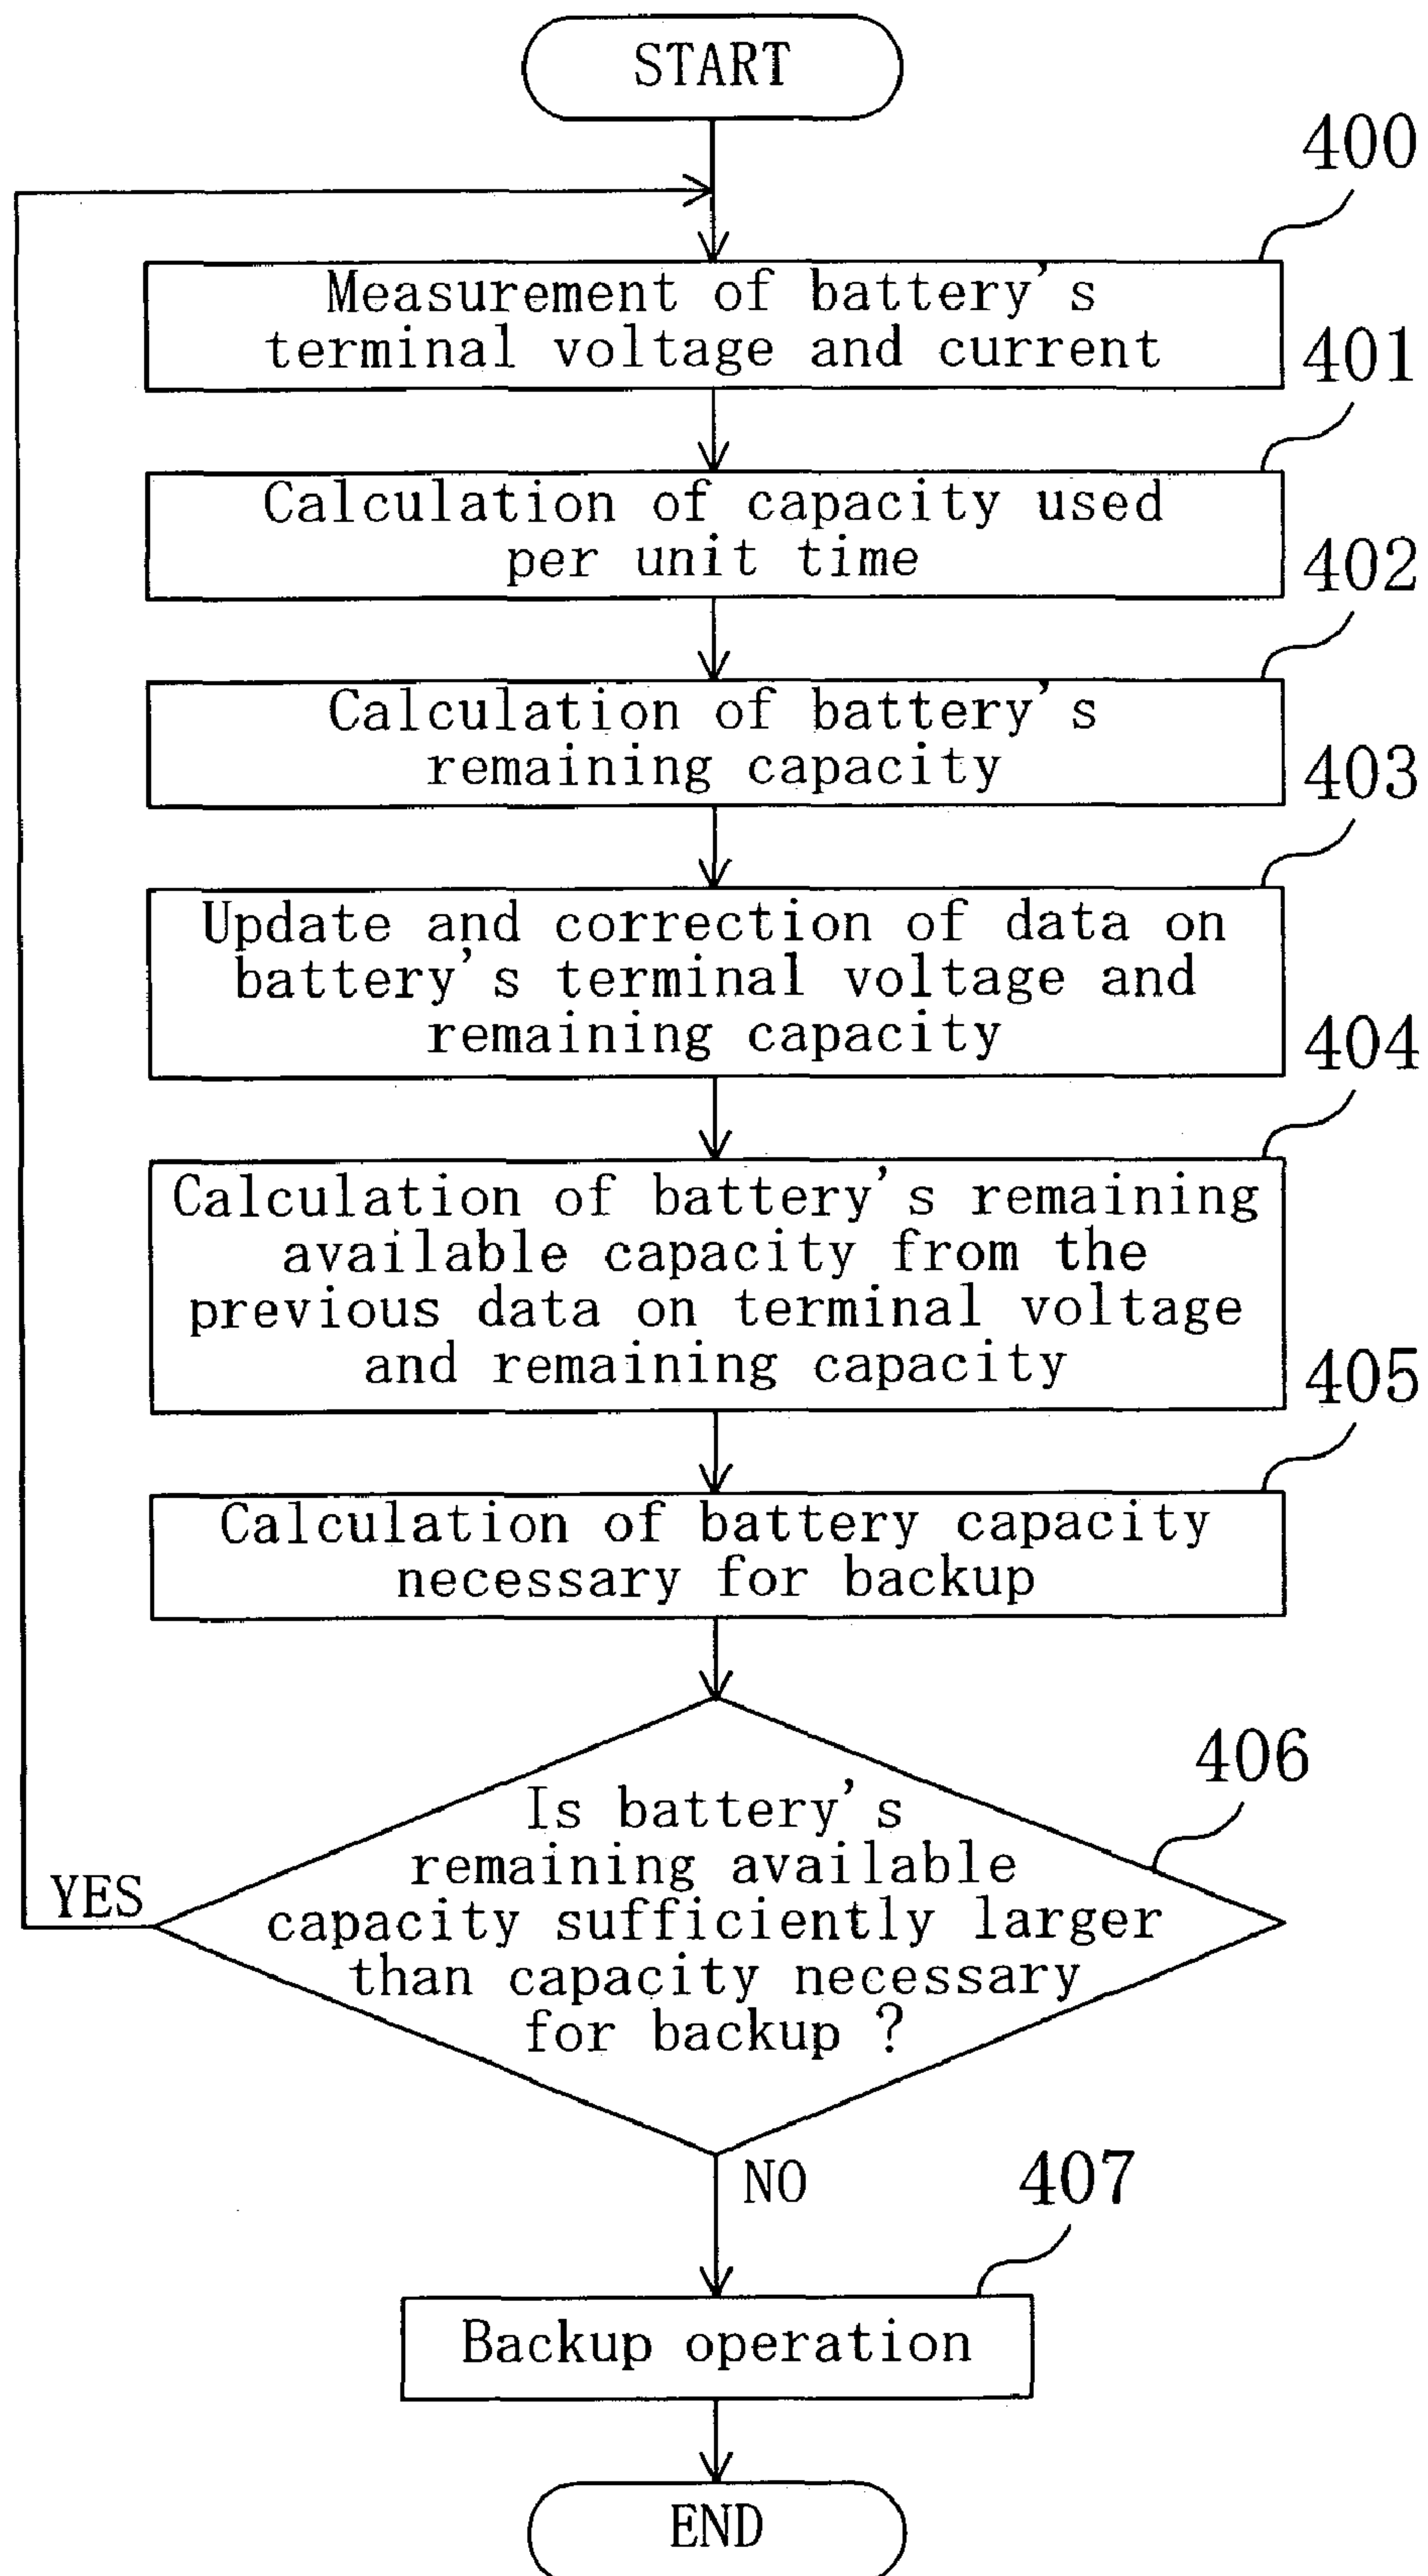 START
400
Measurement of battery's
terminal voltage and current
401
Calculation of capacity used
per unit time
402
Calculation of battery's
remaining capacity
403
Update and correction of data on
battery's terminal voltage and
remaining capacity
404
Calculation of battery's remaining
available capacity from the
previous data on terminal voltage
and remaining capacity
405
Calculation of battery capacity
necessary for backup
406
Is battery's
remaining available
capacity sufficiently larger
than capacity necessary
for backup ?
YES
NO
407
Backup operation
END